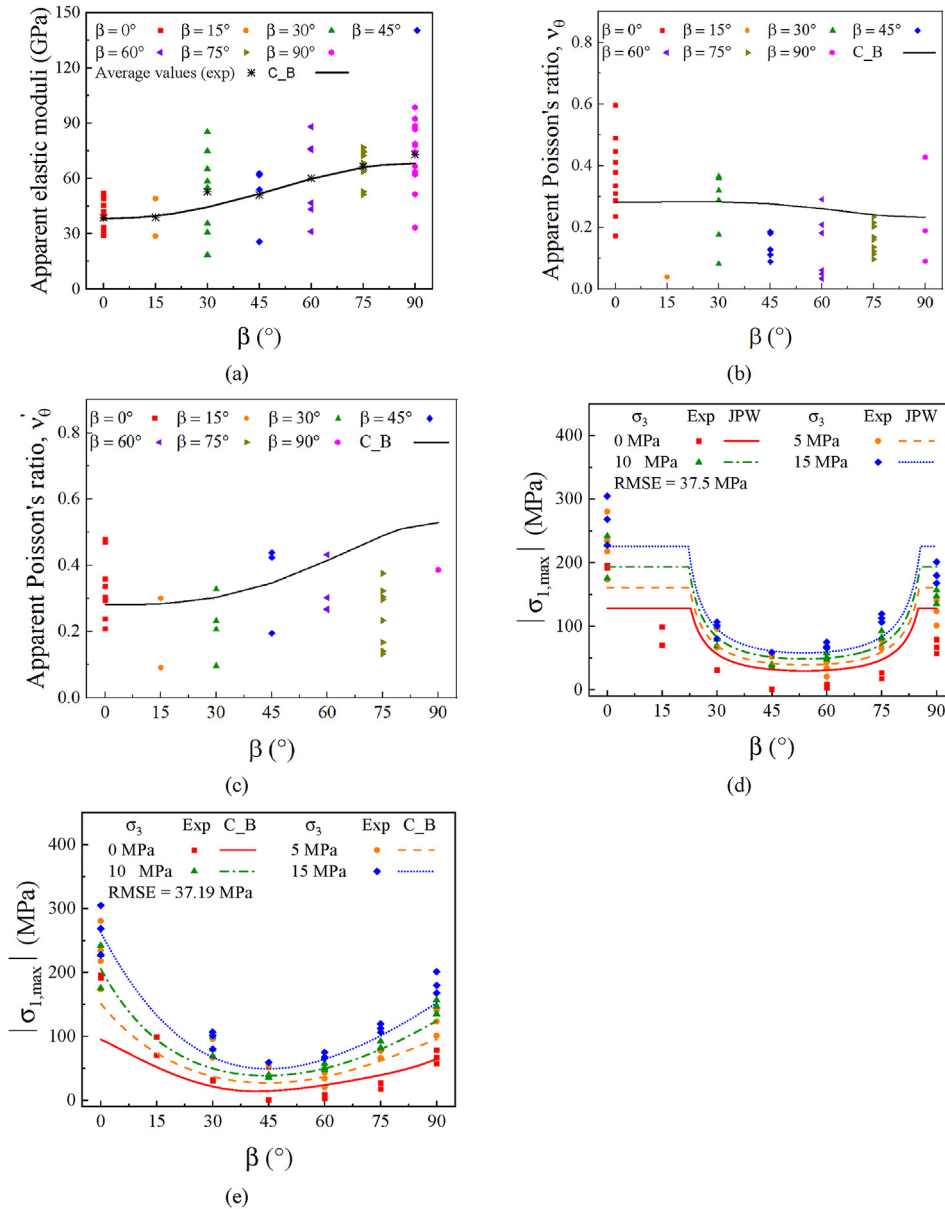 150
120
90
60
30
0
Apparent elastic moduli (GPa)
β = 0° β = 15° β = 30° β = 45°
β = 60° β = 75° β = 90°
Average values (exp) C_B
0 15 30 45 60 75 90
β (°)
(a)
0.8
0.6
0.4
0.2
0.0
Apparent Poisson's ratio, νθ
β = 0° β = 15° β = 30° β = 45°
β = 60° β = 75° β = 90° C_B
0 15 30 45 60 75 90
β (°)
(b)
0.8
0.6
0.4
0.2
0.0
Apparent Poisson's ratio, ν'θ
β = 0° β = 15° β = 30° β = 45°
β = 60° β = 75° β = 90° C_B
0 15 30 45 60 75 90
β (°)
(c)
400
300
200
100
0
|σ1,max| (MPa)
σ3 Exp JPW σ3 Exp JPW
0 MPa 5 MPa
10 MPa 15 MPa
RMSE = 37.5 MPa
0 15 30 45 60 75 90
β (°)
(d)
400
300
200
100
0
|σ1,max| (MPa)
σ3 Exp C_B σ3 Exp C_B
0 MPa 5 MPa
10 MPa 15 MPa
RMSE = 37.19 MPa
0 15 30 45 60 75 90
β (°)
(e)